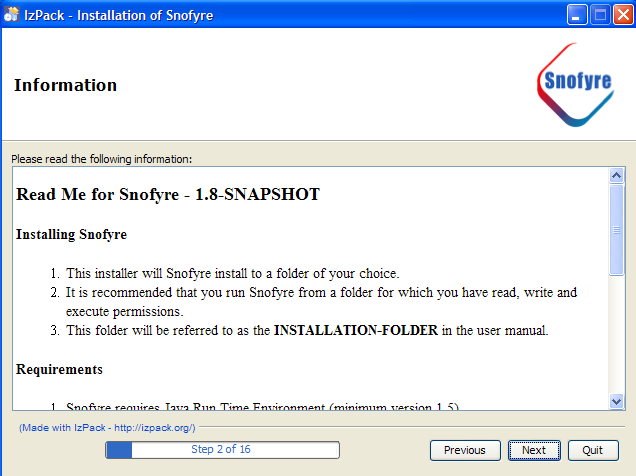 IzPack - Installation of Snofyre
Information
Snofyre
Please read the following information:
Read Me for Snofyre - 1.8-SNAPSHOT
Installing Snofyre
1. This installer will Snofyre install to a folder of your choice.
2. It is recommended that you run Snofyre from a folder for which you have read, write and
execute permissions.
3. This folder will be referred to as the INSTALLATION-FOLDER in the user manual.
Requirements
1. Snofyre requires Java Run Time Environment (minimum version 1.5)
(Made with IzPack - http://izpack.org/)
Step 2 of 16
Previous
Next
Quit